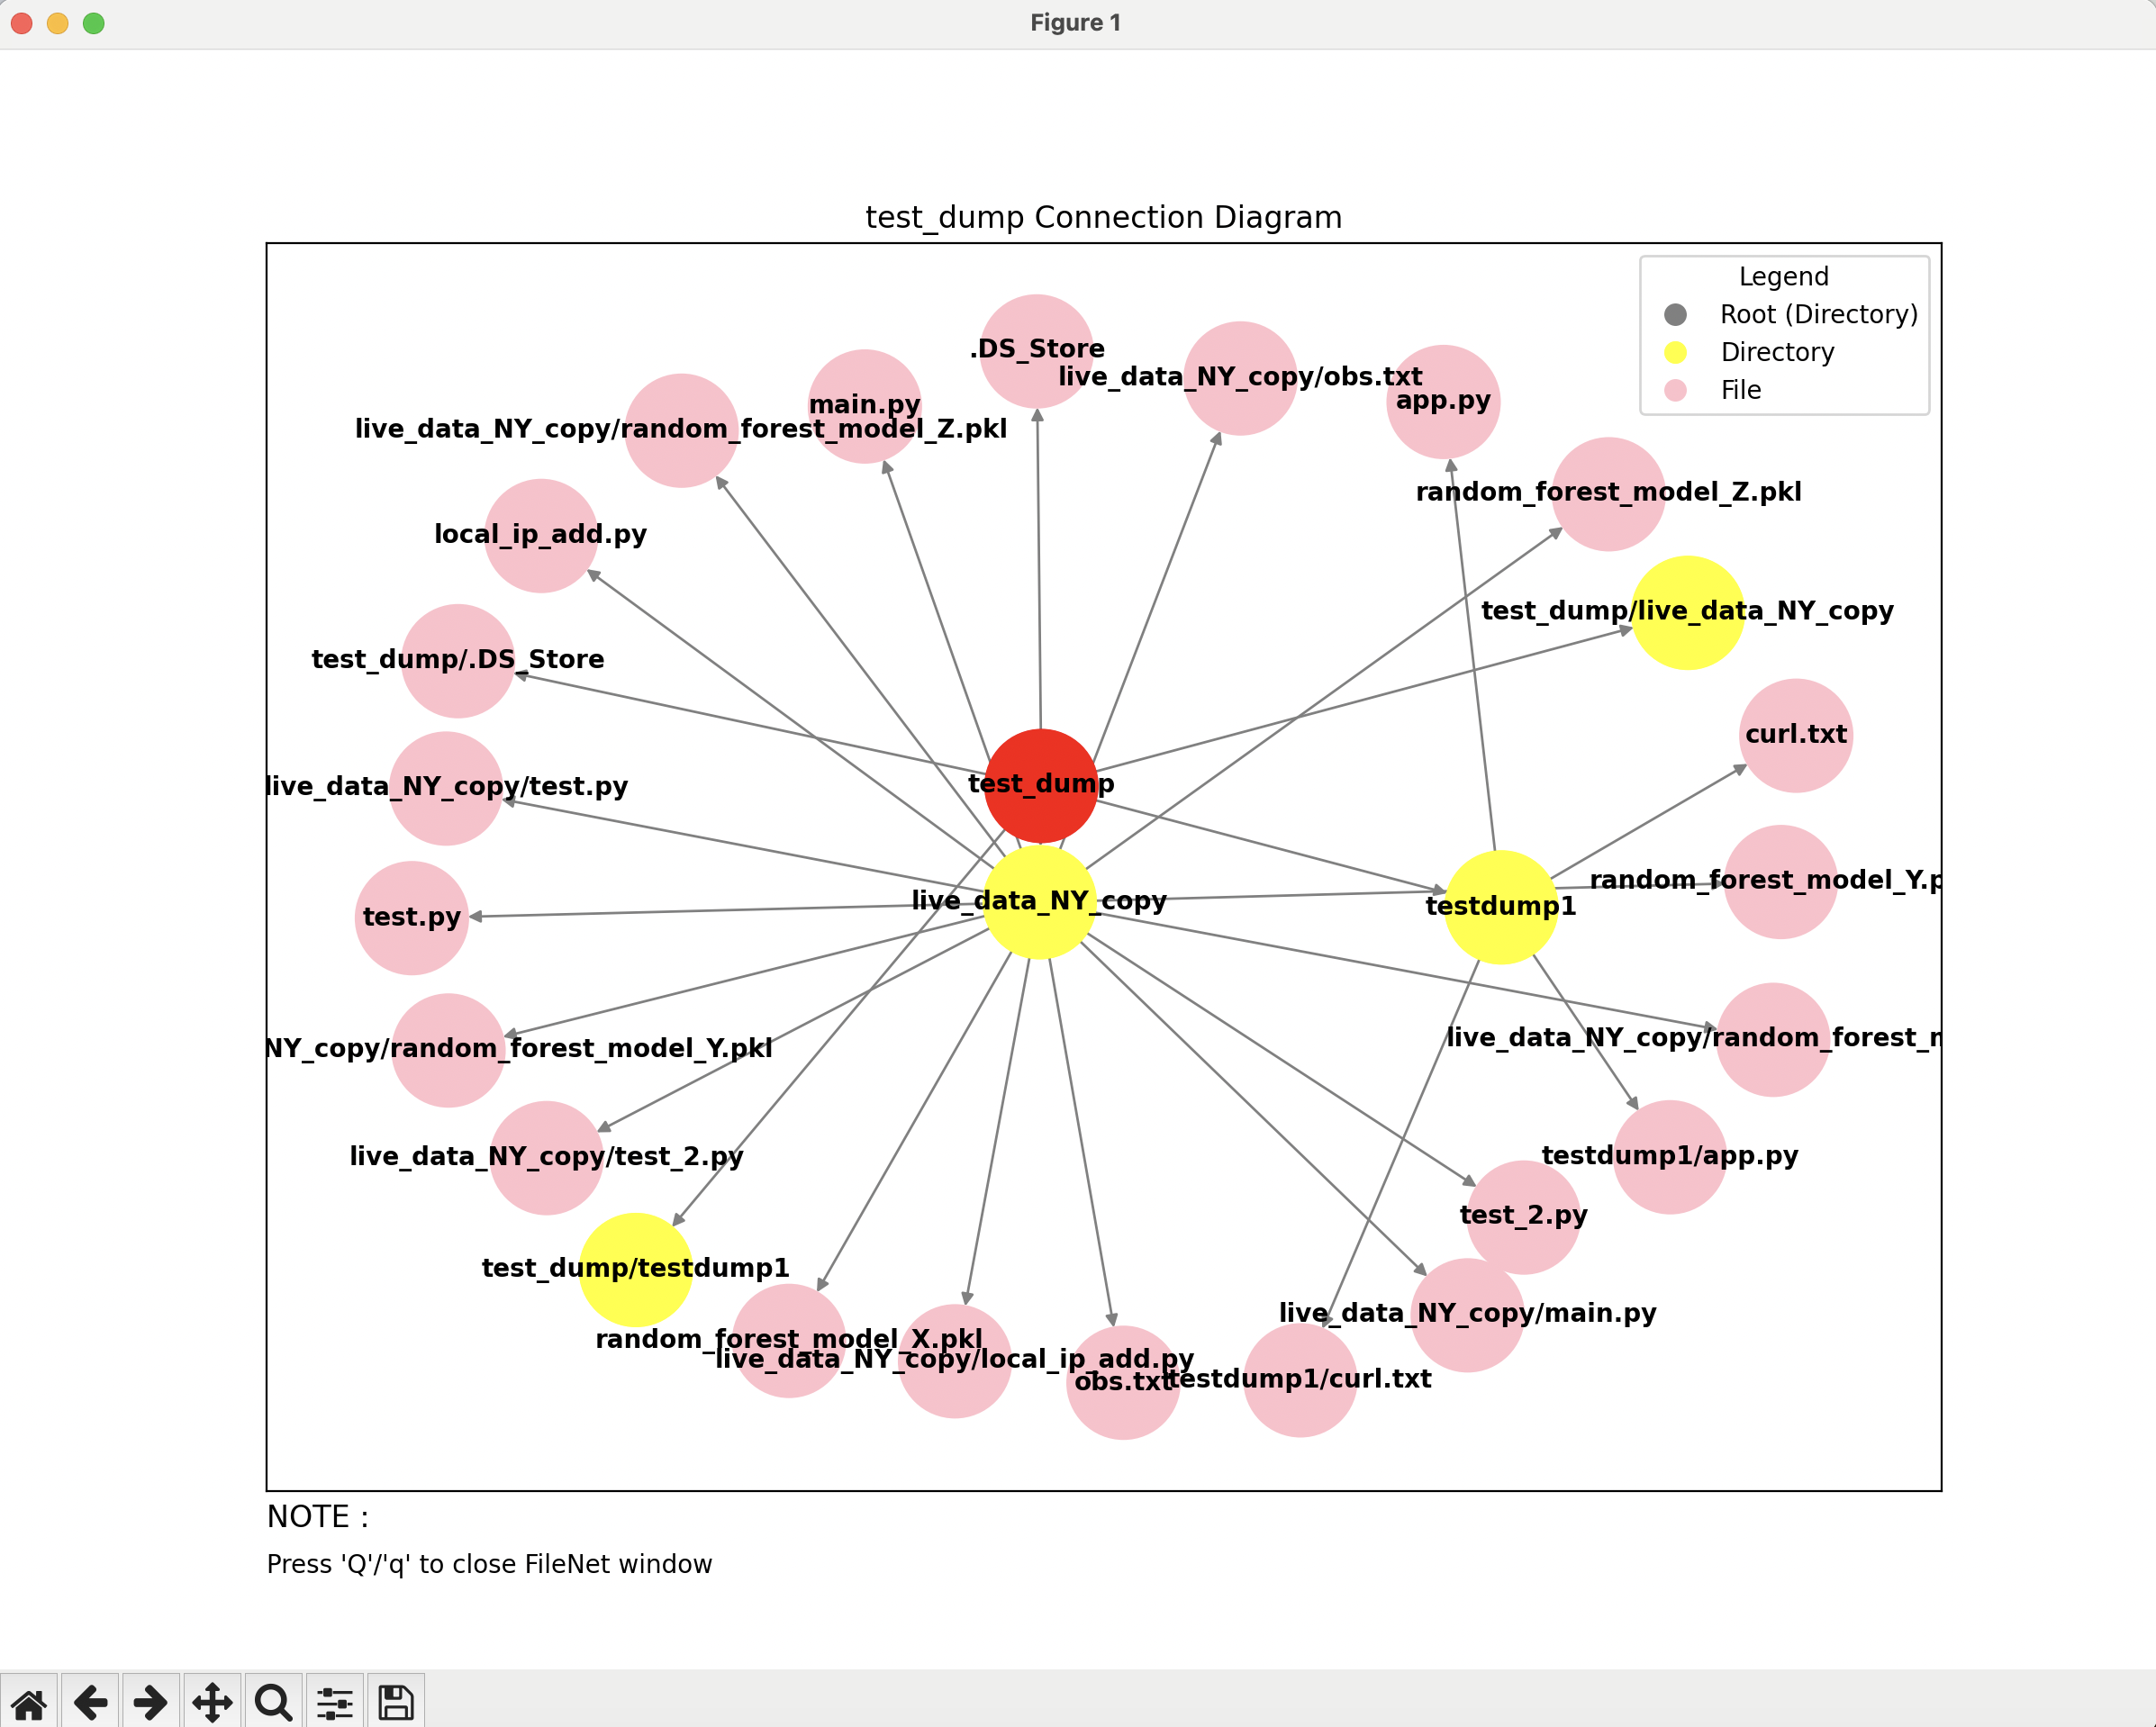 Figure 1
test_dump Connection Diagram
Legend
Root (Directory)
Directory
File
.DS_Store
live_data_NY_copy/obs.txt
app.py
main.py
live_data_NY_copy/random_forest_model_Z.pkl
random_forest_model_Z.pkl
local_ip_add.py
test_dump/live_data_NY_copy
test_dump/.DS_Store
curl.txt
test_dump
live_data_NY_copy/test.py
random_forest_model_Y.p
live_data_NY_copy
testdump1
test.py
live_data_NY_copy/random_forest_
NY_copy/random_forest_model_Y.pkl
testdump1/app.py
live_data_NY_copy/test_2.py
test_2.py
test_dump/testdump1
live_data_NY_copy/main.py
random_forest_model_X.pkl
live_data_NY_copy/local_ip_add.py
testdump1/curl.txt
obs.txt
NOTE :
Press 'Q'/'q' to close FileNet window